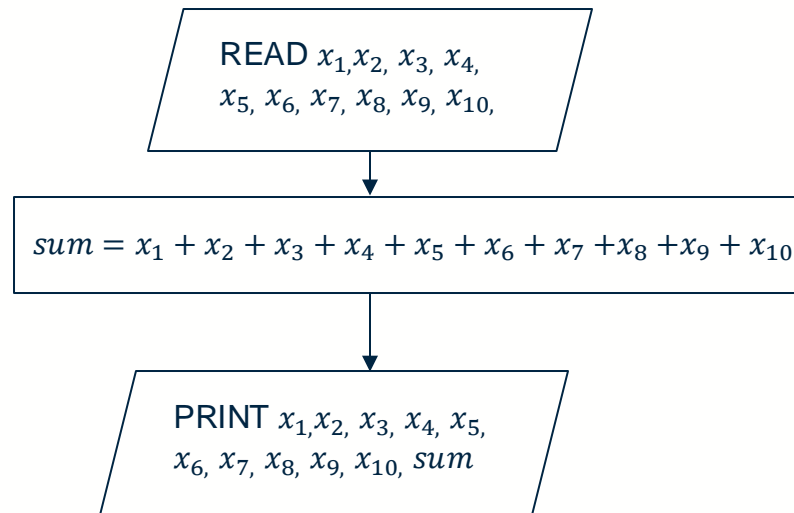 READ x₁,x₂, x₃, x₄,
x₅, x₆, x₇, x₈, x₉, x₁₀,
sum = x₁ + x₂ + x₃ + x₄ + x₅ + x₆ + x₇ +x₈ +x₉ + x₁₀
PRINT x₁,x₂, x₃, x₄, x₅,
x₆, x₇, x₈, x₉, x₁₀, sum